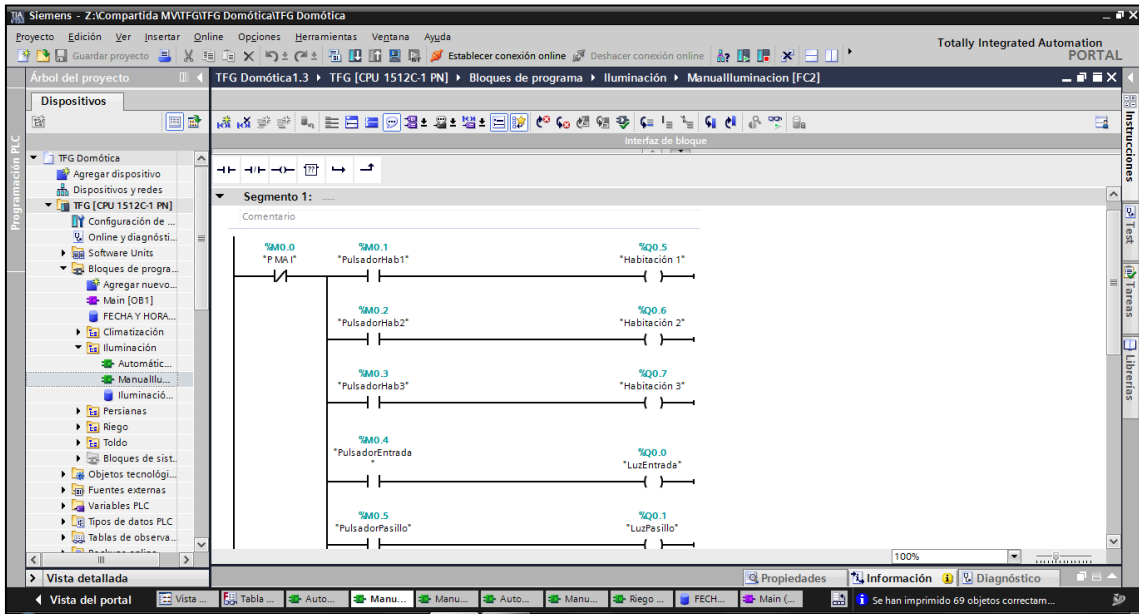 Siemens - Z:\Compartida MV\TFG\TFG Domótica\TFG Domótica
Proyecto Edición Ver Insertar Online Opciones Herramientas Ventana Ayuda
Totally Integrated Automation
PORTAL
Guardar proyecto
Establecer conexión online
Deshacer conexión online
Árbol del proyecto
TFG Domótica1.3 TFG [CPU 1512C-1 PN] Bloques de programa Iluminación ManualIluminacion [FC2]
Dispositivos
Programación PLC
TFG Domótica
Agregar dispositivo
Dispositivos y redes
TFG [CPU 1512C-1 PN]
Configuración de ...
Online y diagnósti...
Software Units
Bloques de progra...
Agregar nuevo...
Main [OB1]
FECHA Y HORA...
Climatización
Iluminación
Automátic...
ManualIlu...
Iluminació...
Persianas
Riego
Toldo
Bloques de sist...
Objetos tecnológi...
Fuentes externas
Variables PLC
Tipos de datos PLC
Tablas de observa...
Backups online
Vista detallada
Interfaz de bloque
??
Segmento 1: .....
Comentario
%M0.0
"P MA I"
%M0.1
"PulsadorHab1"
%Q0.5
"Habitación 1"
%M0.2
"PulsadorHab2"
%Q0.6
"Habitación 2"
%M0.3
"PulsadorHab3"
%Q0.7
"Habitación 3"
%M0.4
"PulsadorEntrada
"
%Q0.0
"LuzEntrada"
%M0.5
"PulsadorPasillo"
%Q0.1
"LuzPasillo"
100%
Instrucciones
Test
Tareas
Librerías
Propiedades
Información
Diagnóstico
Vista del portal
Vista ...
Tabla ...
Auto...
Manu...
Manu...
Auto...
Manu...
Riego ...
FECH...
Main (...
Se han imprimido 69 objetos correctam...